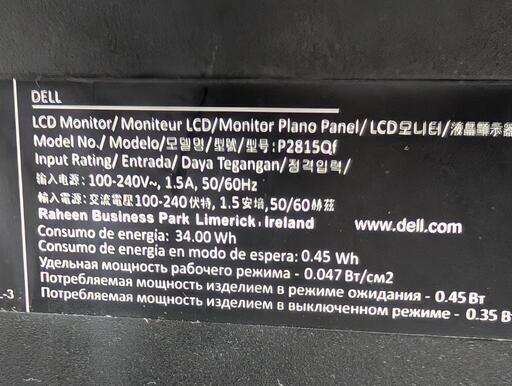 DELL
LCD Monitor/ Moniteur LCD/Monitor Plano Panel/ LCD모니터/液晶顯示器
Model No./ Modelo/모델명/型號/型号: P2815Qf
Input Rating/ Entrada/ Daya Tegangan/정격입력/
输入电源: 100-240V~, 1.5A, 50/60Hz
輸入電源: 交流電壓100-240伏特, 1.5安培, 50/60赫茲
Raheen Business Park Limerick, Ireland www.dell.com
Consumo de energía: 34.00 Wh
Consumo de energía en modo de espera: 0.45 Wh
Удельная мощность рабочего режима - 0.047 Вт/см2
Потребляемая мощность изделием в режиме ожидания - 0.45 Вт
Потребляемая мощность изделием в выключенном режиме - 0.35 Вт
L-3